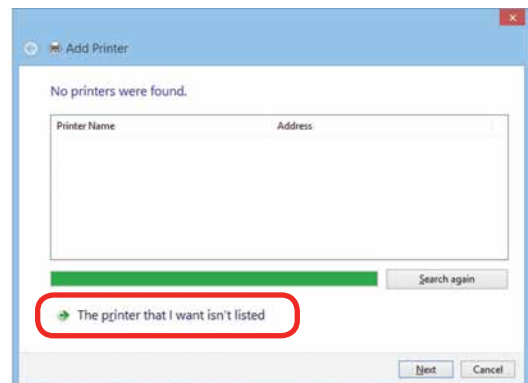 Add Printer
No printers were found.
Printer Name Address
Search again
The printer that I want isn't listed
Next Cancel